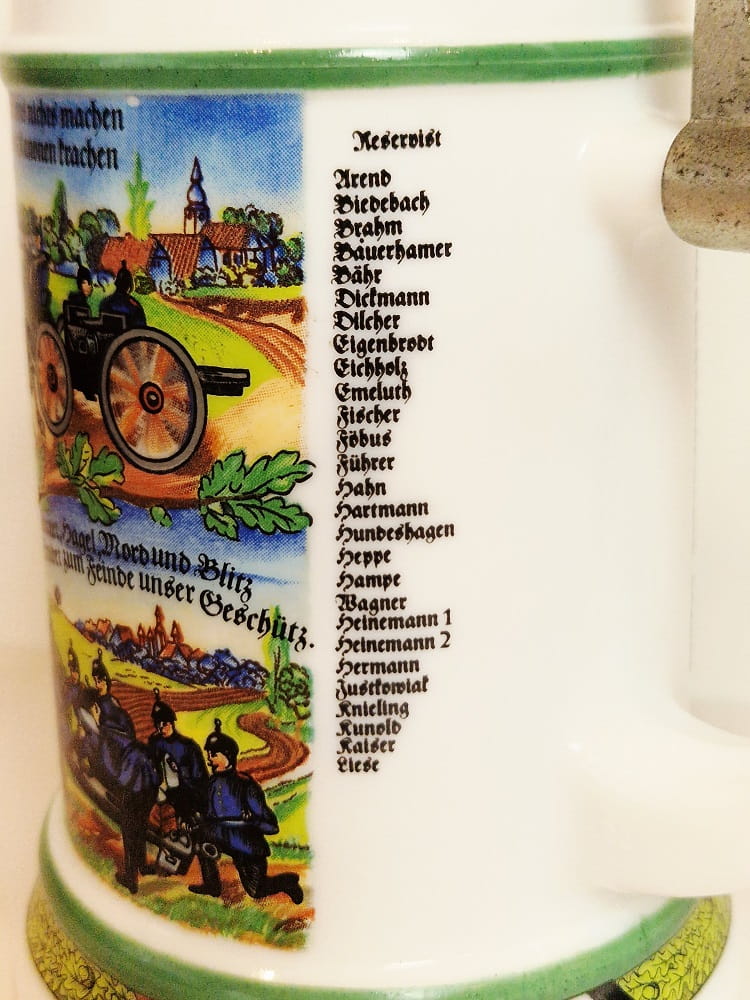 nichts machen
krachen
Hagel, Mord und Blitz
zum Feinde unser Geschütz.
Reservist
Arend
Biedebach
Brahm
Bäuerhamer
Bähr
Dickmann
Dilcher
Eigenbrodt
Eichholz
Emeluth
Fischer
Föbus
Führer
Hahn
Hartmann
Hundeshagen
Heppe
Hampe
Wagner
Heinemann 1
Heinemann 2
Hermann
Justkowiak
Knieling
Kunold
Kaiser
Liese